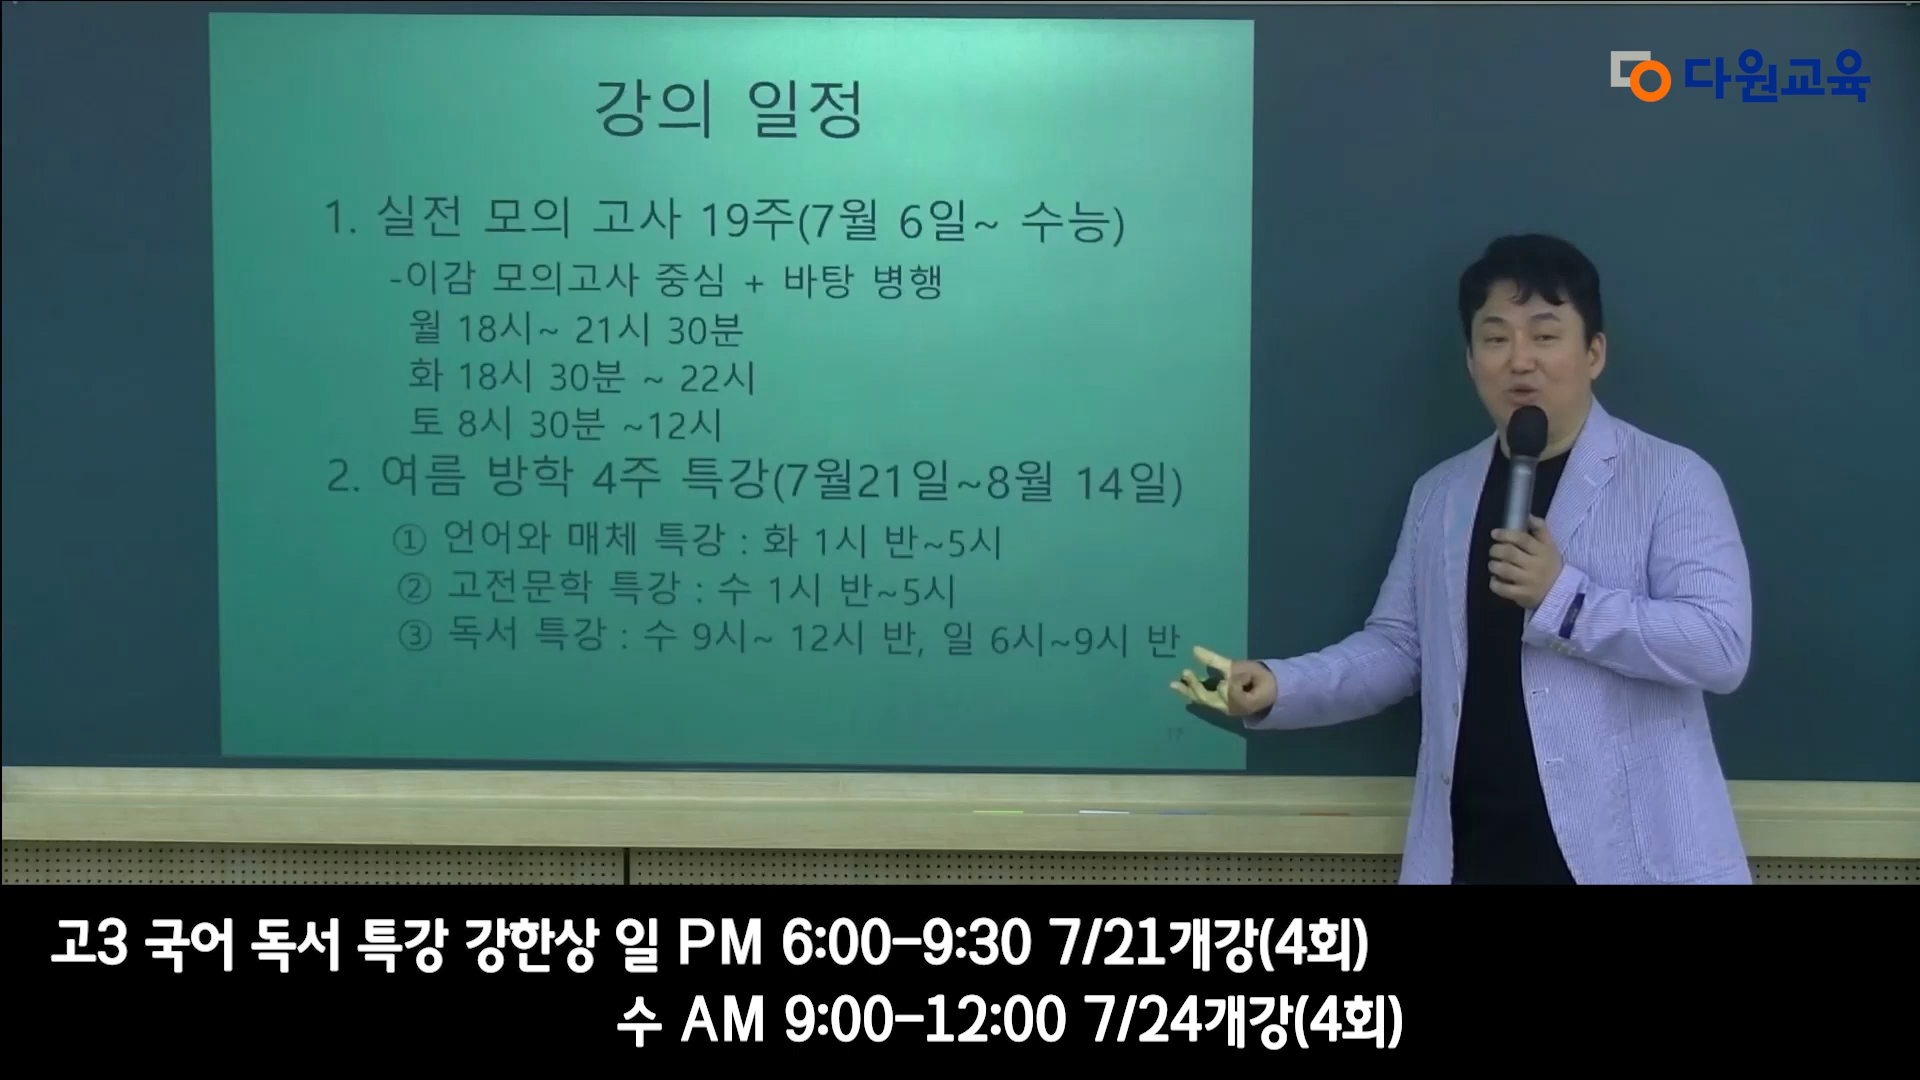 다원교육
강의 일정
1. 실전 모의 고사 19주(7월 6일~ 수능)
-이감 모의고사 중심 + 바탕 병행
월 18시~ 21시 30분
화 18시 30분 ~ 22시
토 8시 30분 ~12시
2. 여름 방학 4주 특강(7월21일~8월 14일)
① 언어와 매체 특강 : 화 1시 반~5시
② 고전문학 특강 : 수 1시 반~5시
③ 독서 특강 : 수 9시~ 12시 반, 일 6시~9시 반
고3 국어 독서 특강 강한상 일 PM 6:00-9:30 7/21개강(4회)
수 AM 9:00-12:00 7/24개강(4회)